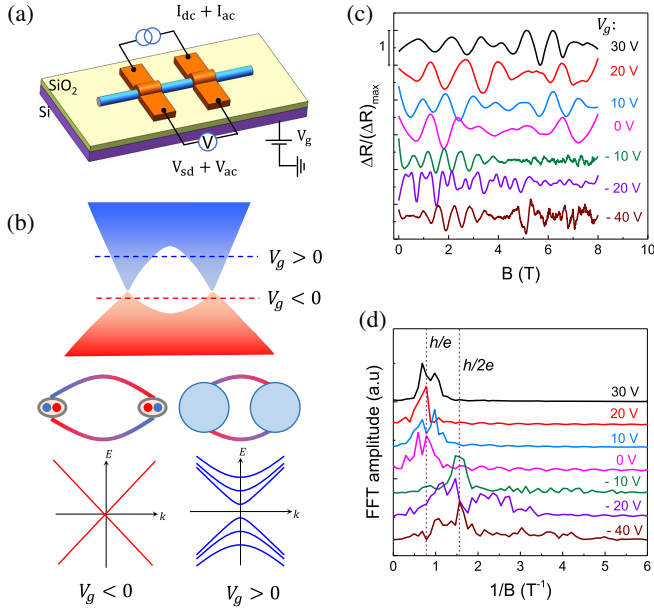 (a)
I_dc + I_ac
SiO₂
Si
V
V_g
V_sd + V_ac
(b)
V_g > 0
V_g < 0
E
k
E
k
V_g < 0
V_g > 0
(c)
V_g:
1
30 V
20 V
10 V
0 V
- 10 V
- 20 V
- 40 V
ΔR/(ΔR)_max
0 2 4 6 8 10
B (T)
(d)
h/e
h/2e
30 V
20 V
10 V
0 V
- 10 V
- 20 V
- 40 V
FFT amplitude (a.u)
0 1 2 3 4 5 6
1/B (T⁻¹)